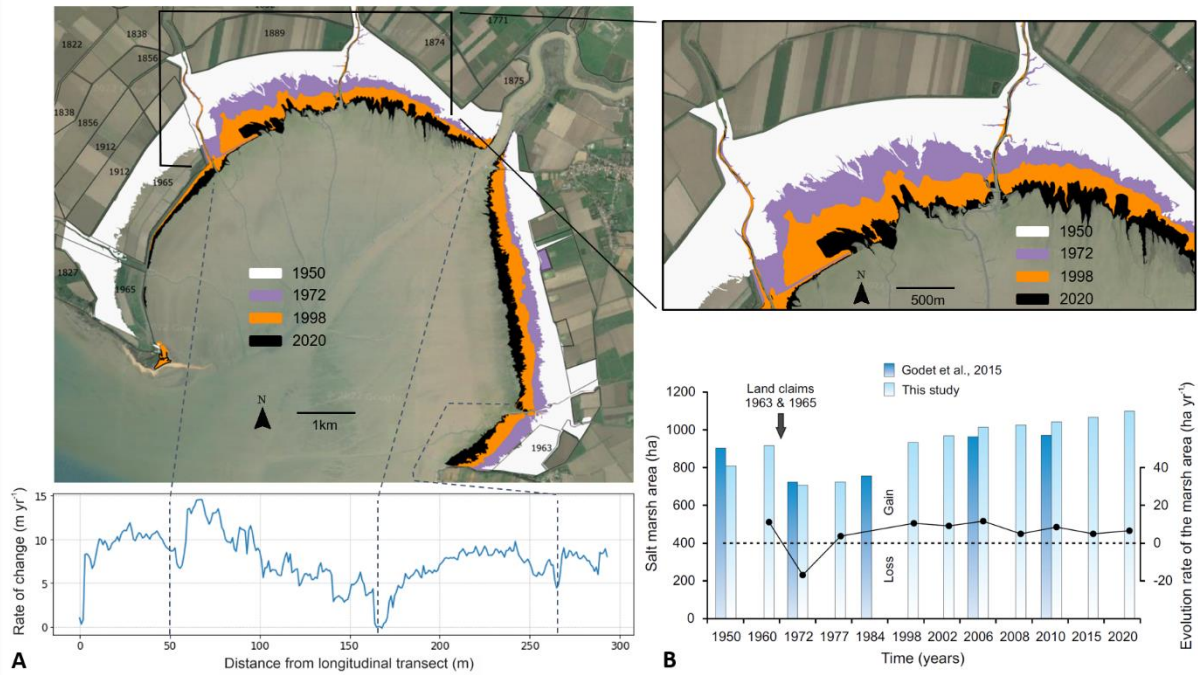 1822
1838
1856
1889
1874
1771
1875
1838
1856
1912
1912
1965
1827
1965
1963
1950
1972
1998
2020
N
1km
1950
1972
1998
2020
N
500m
15
10
5
0
Rate of change (m yr-1)
0
50
100
150
200
250
300
Distance from longitudinal transect (m)
A
Godet et al., 2015
This study
Land claims
1963 & 1965
1200
1000
800
600
400
200
0
Salt marsh area (ha)
Gain
Loss
40
20
0
-20
Evolution rate of the marsh area (ha yr-1)
1950 1960 1972 1977 1984 1998 2002 2006 2008 2010 2015 2020
Time (years)
B